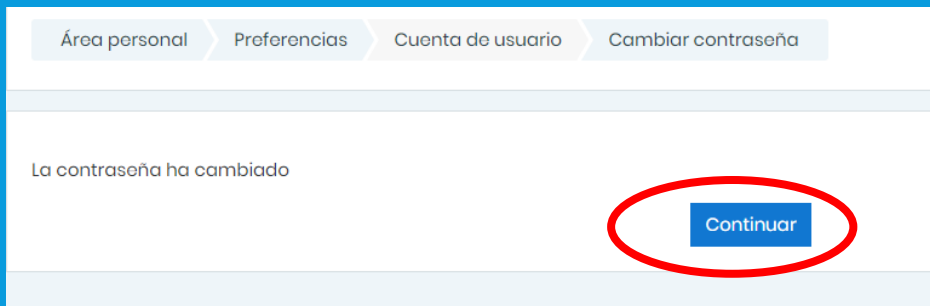 Área personal Preferencias Cuenta de usuario Cambiar contraseña
La contraseña ha cambiado
Continuar